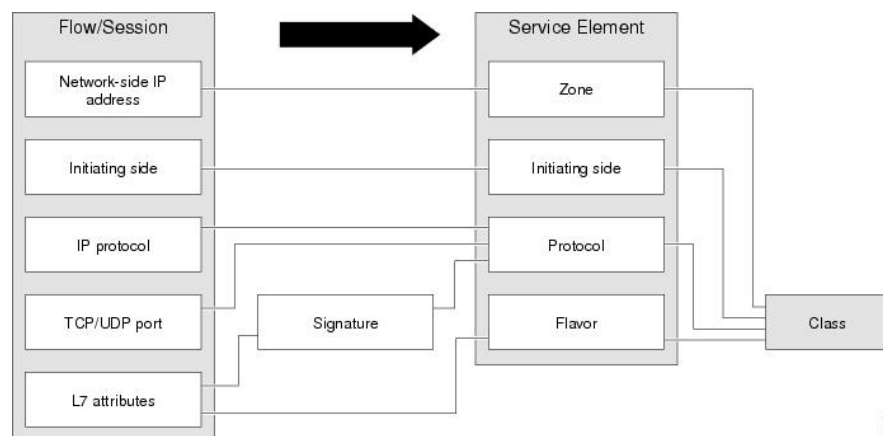 Flow/Session
Service Element
Network-side IP
address
Zone
Initiating side
Initiating side
IP protocol
Protocol
TCP/UDP port
Signature
Flavor
Class
L7 attributes